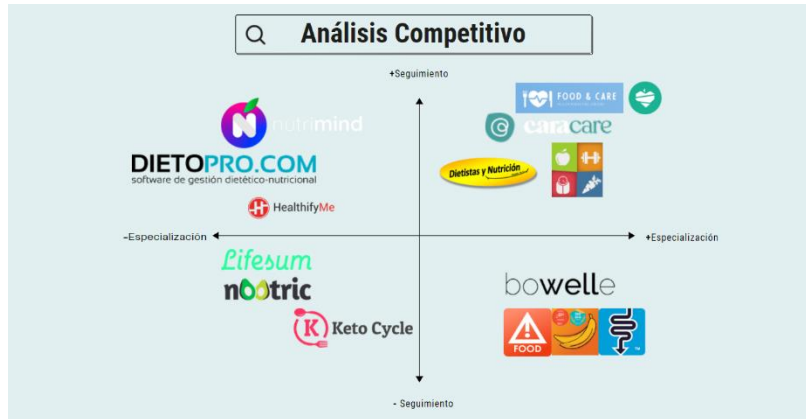 Análisis Competitivo
+Seguimiento
FOOD & CARE
nutrimind
caracare
DIETOPRO.COM
software de gestión dietético-nutricional
Dietistas y Nutrición
HealthifyMe
-Especialización
+Especialización
Lifesum
nootric
bowelle
K Keto Cycle
FOOD
- Seguimiento